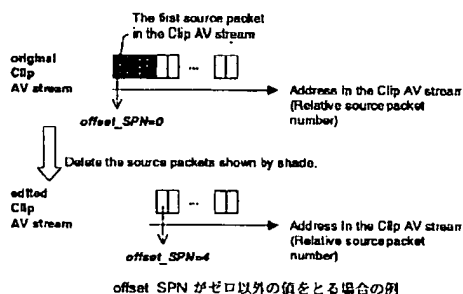 The first source packet
in the Clip AV stream
original
Clip
AV stream
...
Address in the Clip AV stream
(Relative source packet
number)
offset_SPN=0
Delete the source packets shown by shade.
edited
Clip
AV stream
...
Address in the Clip AV stream
(Relative source packet
number)
offset_SPN=4
offset_SPN がゼロ以外の値をとる場合の例